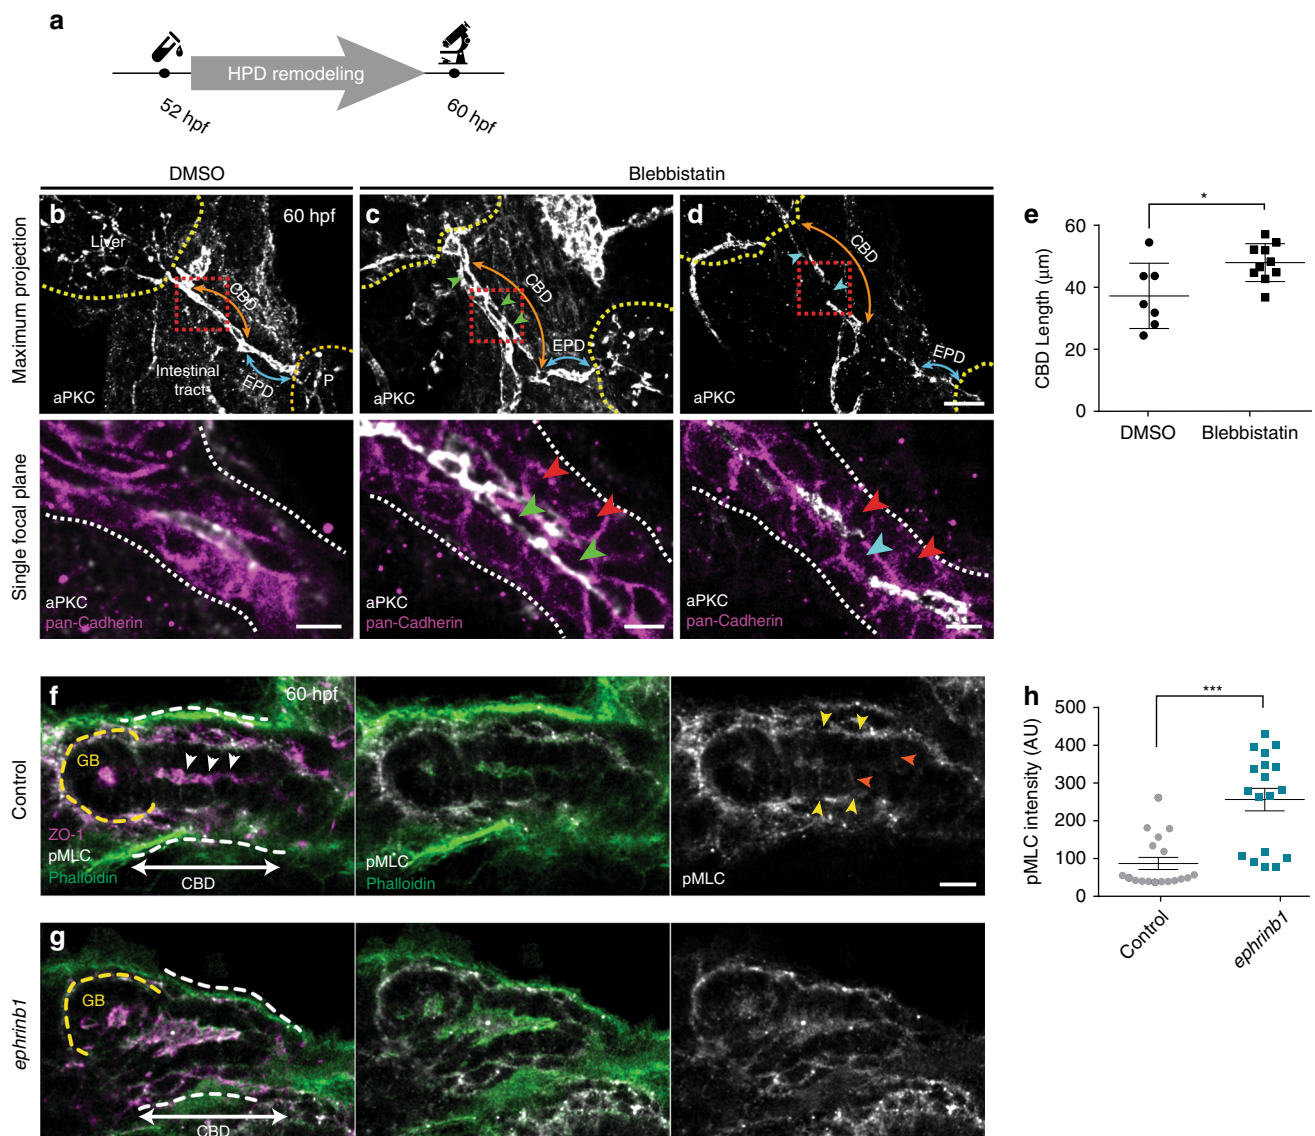 a
HPD remodeling
52 hpf
60 hpf
DMSO
Blebbistatin
Maximum projection
b
60 hpf
Liver
CBD
Intestinal
tract
EPD
P
aPKC
c
CBD
EPD
aPKC
d
CBD
EPD
aPKC
Single focal plane
aPKC
pan-Cadherin
aPKC
pan-Cadherin
aPKC
pan-Cadherin
e
*
CBD Length (μm)
60
40
20
0
DMSO
Blebbistatin
Control
f
60 hpf
GB
ZO-1
pMLC
Phalloidin
CBD
pMLC
Phalloidin
pMLC
ephrinb1
g
GB
CBD
h
***
pMLC intensity (AU)
500
400
300
200
100
0
Control
ephrinb1